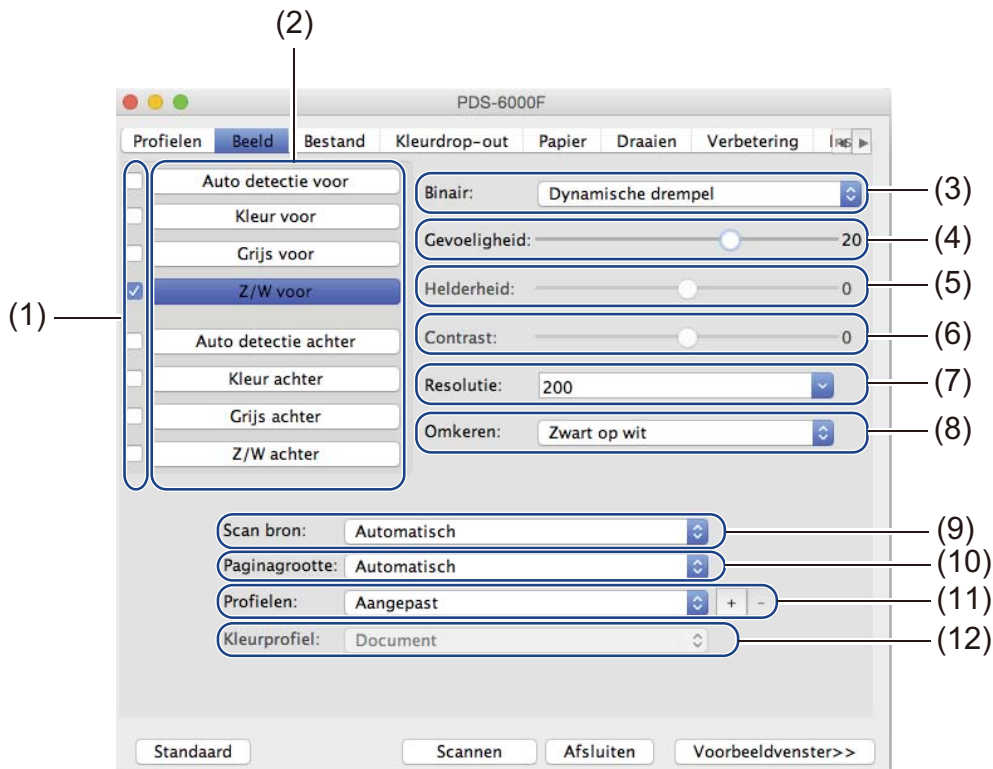 (2)
PDS-6000F
Profielen Beeld Bestand Kleurdrop-out Papier Draaien Verbetering
(1)
Auto detectie voor
Kleur voor
Grijs voor
Z/W voor
Auto detectie achter
Kleur achter
Grijs achter
Z/W achter
Binair: Dynamische drempel (3)
Gevoeligheid: 20 (4)
Helderheid: 0 (5)
Contrast: 0 (6)
Resolutie: 200 (7)
Omkeren: Zwart op wit (8)
Scan bron: Automatisch (9)
Paginagrootte: Automatisch (10)
Profielen: Aangepast + - (11)
Kleurprofiel: Document (12)
Standaard Scannen Afsluiten Voorbeeldvenster>>